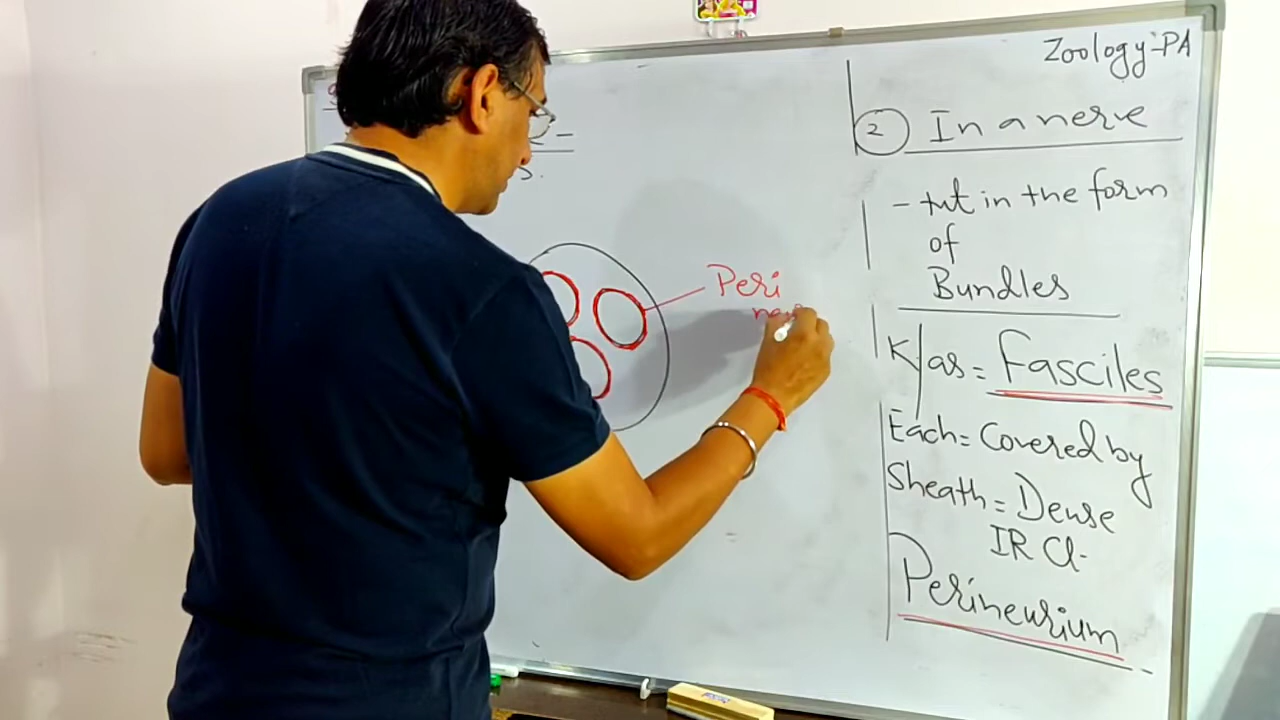 Zoology-PA
2 In a nerve
- tut in the form
of
Bundles
K/as = Fasciles
Each = Covered by
Sheath = Dense
IR Ct-
Perineurium
Peri